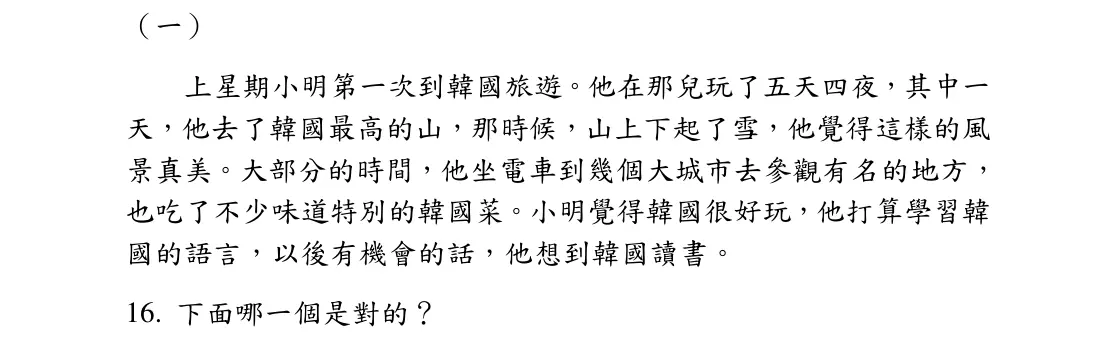 （一）
上星期小明第一次到韓國旅遊。他在那兒玩了五天四夜，其中一
天，他去了韓國最高的山，那時候，山上下起了雪，他覺得這樣的風
景真美。大部分的時間，他坐電車到幾個大城市去參觀有名的地方，
也吃了不少味道特別的韓國菜。小明覺得韓國很好玩，他打算學習韓
國的語言，以後有機會的話，他想到韓國讀書。
16. 下面哪一個是對的？